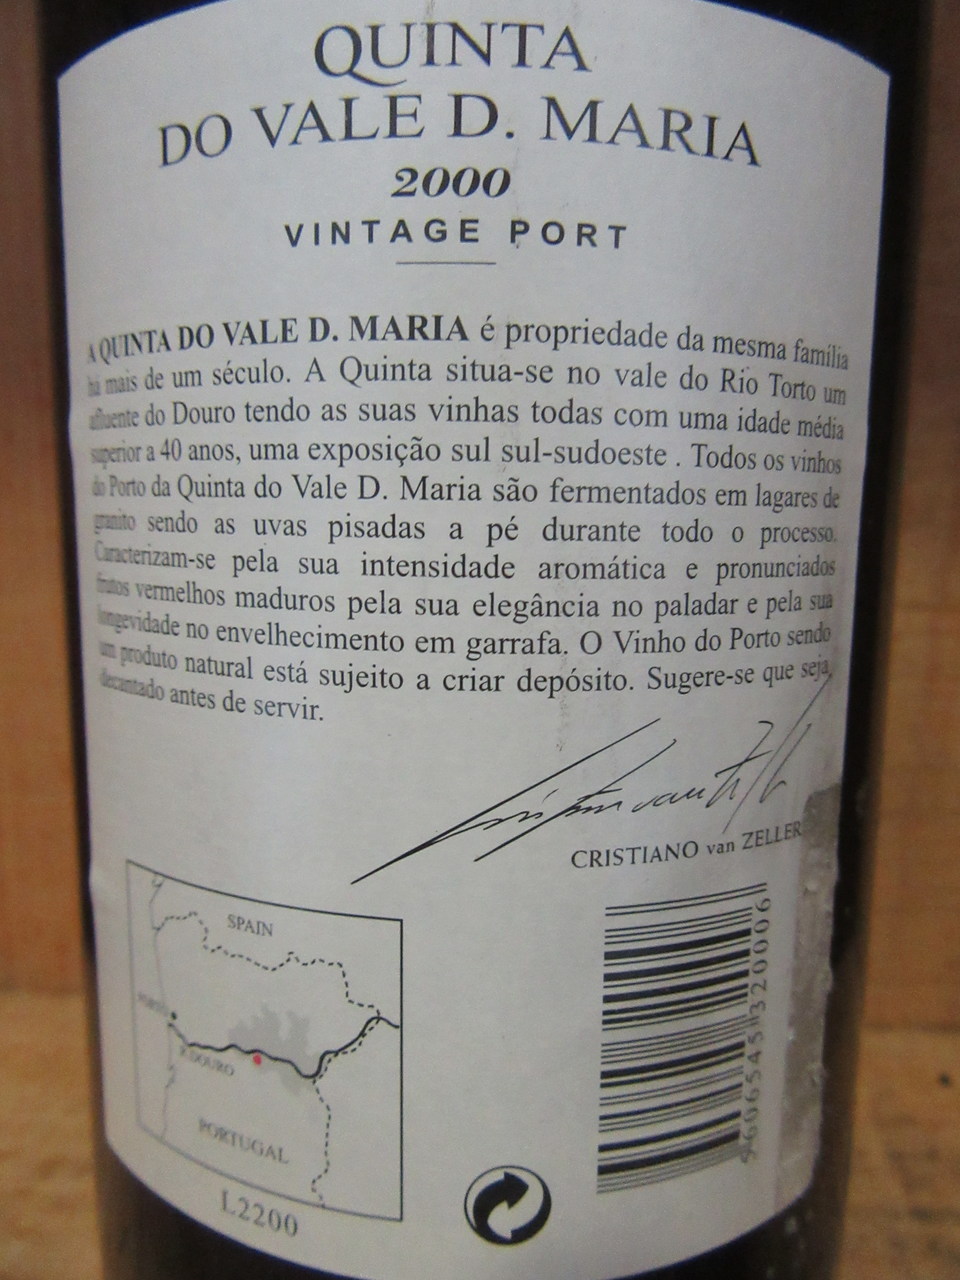 QUINTA
DO VALE D. MARIA
2000
VINTAGE PORT
A QUINTA DO VALE D. MARIA é propriedade da mesma família
há mais de um século. A Quinta situa-se no vale do Rio Torto um
afluente do Douro tendo as suas vinhas todas com uma idade média
superior a 40 anos, uma exposição sul sul-sudoeste . Todos os vinhos
do Porto da Quinta do Vale D. Maria são fermentados em lagares de
granito sendo as uvas pisadas a pé durante todo o processo.
Caracterizam-se pela sua intensidade aromática e pronunciados
frutos vermelhos maduros pela sua elegância no paladar e pela sua
longevidade no envelhecimento em garrafa. O Vinho do Porto sendo
um produto natural está sujeito a criar depósito. Sugere-se que seja
decantado antes de servir.
CRISTIANO van ZELLER
SPAIN
PORTO
R.DOURO
PORTUGAL
L2200
5 606545 320006